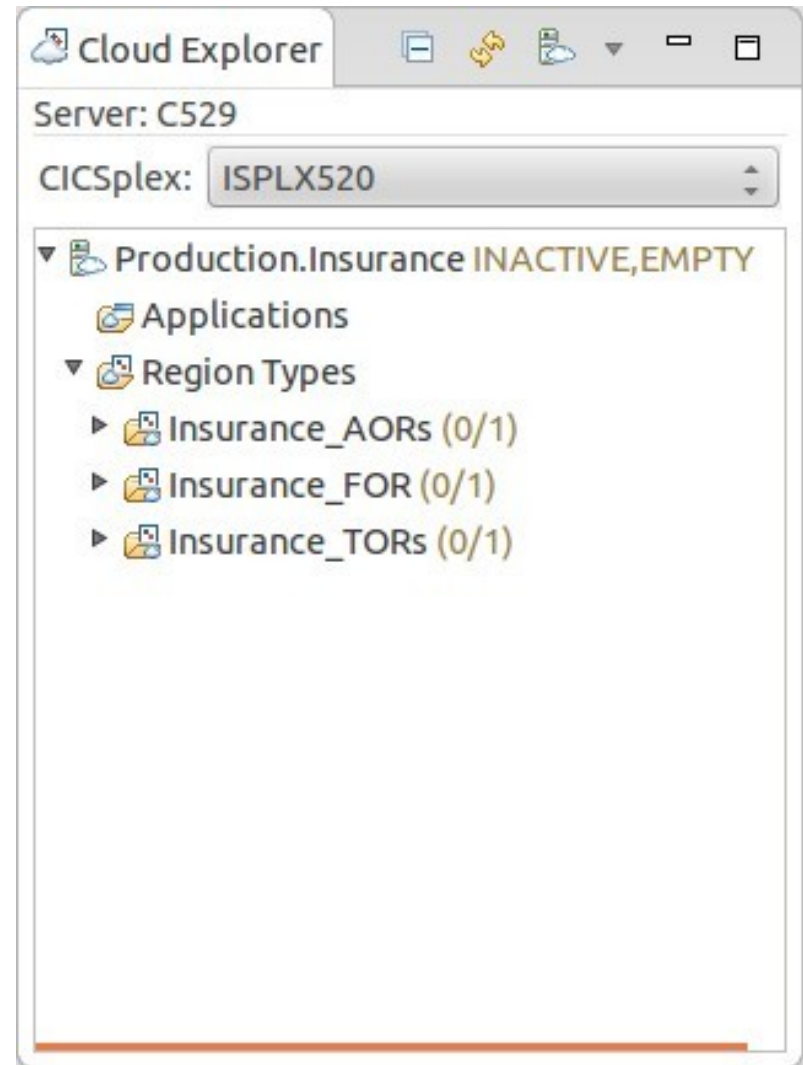 Cloud Explorer
Server: C529
CICSplex: ISPLX520
Production.Insurance INACTIVE,EMPTY
Applications
Region Types
Insurance_AORs (0/1)
Insurance_FOR (0/1)
Insurance_TORs (0/1)